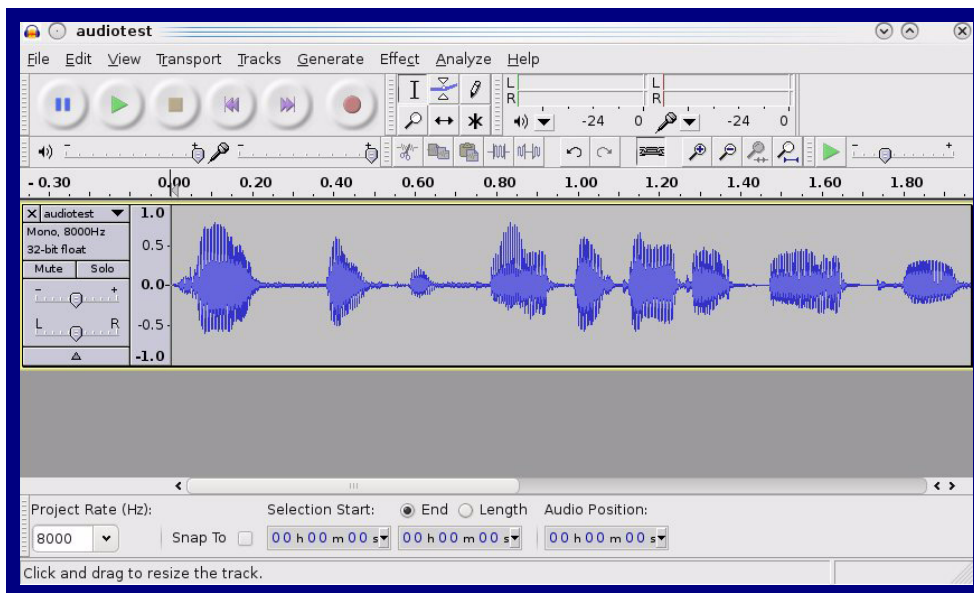 audiotest
File Edit View Transport Tracks Generate Effect Analyze Help
L
R
-24 0
L
R
-24 0
- 0.30 0.00 0.20 0.40 0.60 0.80 1.00 1.20 1.40 1.60 1.80
X audiotest
Mono, 8000Hz
32-bit float
Mute Solo
- +
L R
1.0
0.5
0.0
-0.5
-1.0
Project Rate (Hz):
8000
Snap To
Selection Start: End Length Audio Position:
00 h 00 m 00 s 00 h 00 m 00 s 00 h 00 m 00 s
Click and drag to resize the track.